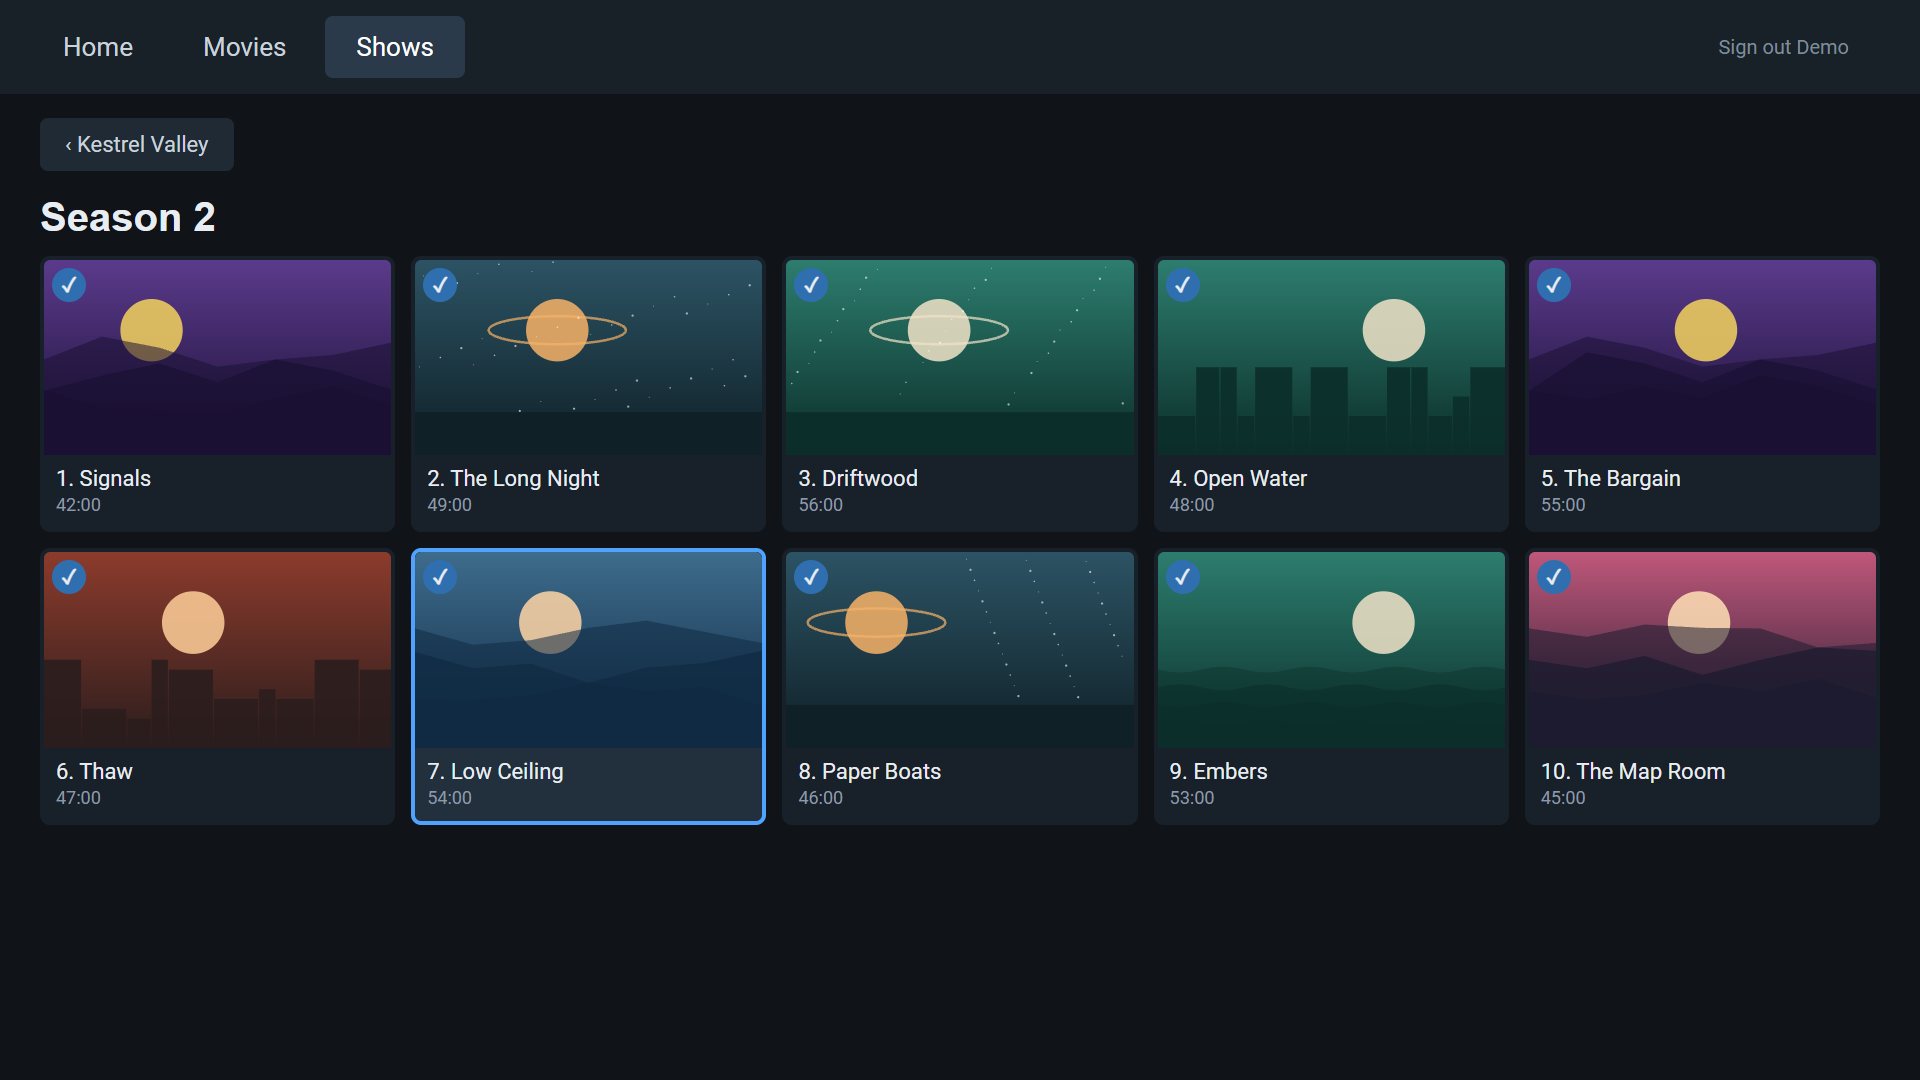 Home Movies Shows Sign out Demo
‹ Kestrel Valley
Season 2
1. Signals
42:00
2. The Long Night
49:00
3. Driftwood
56:00
4. Open Water
48:00
5. The Bargain
55:00
6. Thaw
47:00
7. Low Ceiling
54:00
8. Paper Boats
46:00
9. Embers
53:00
10. The Map Room
45:00